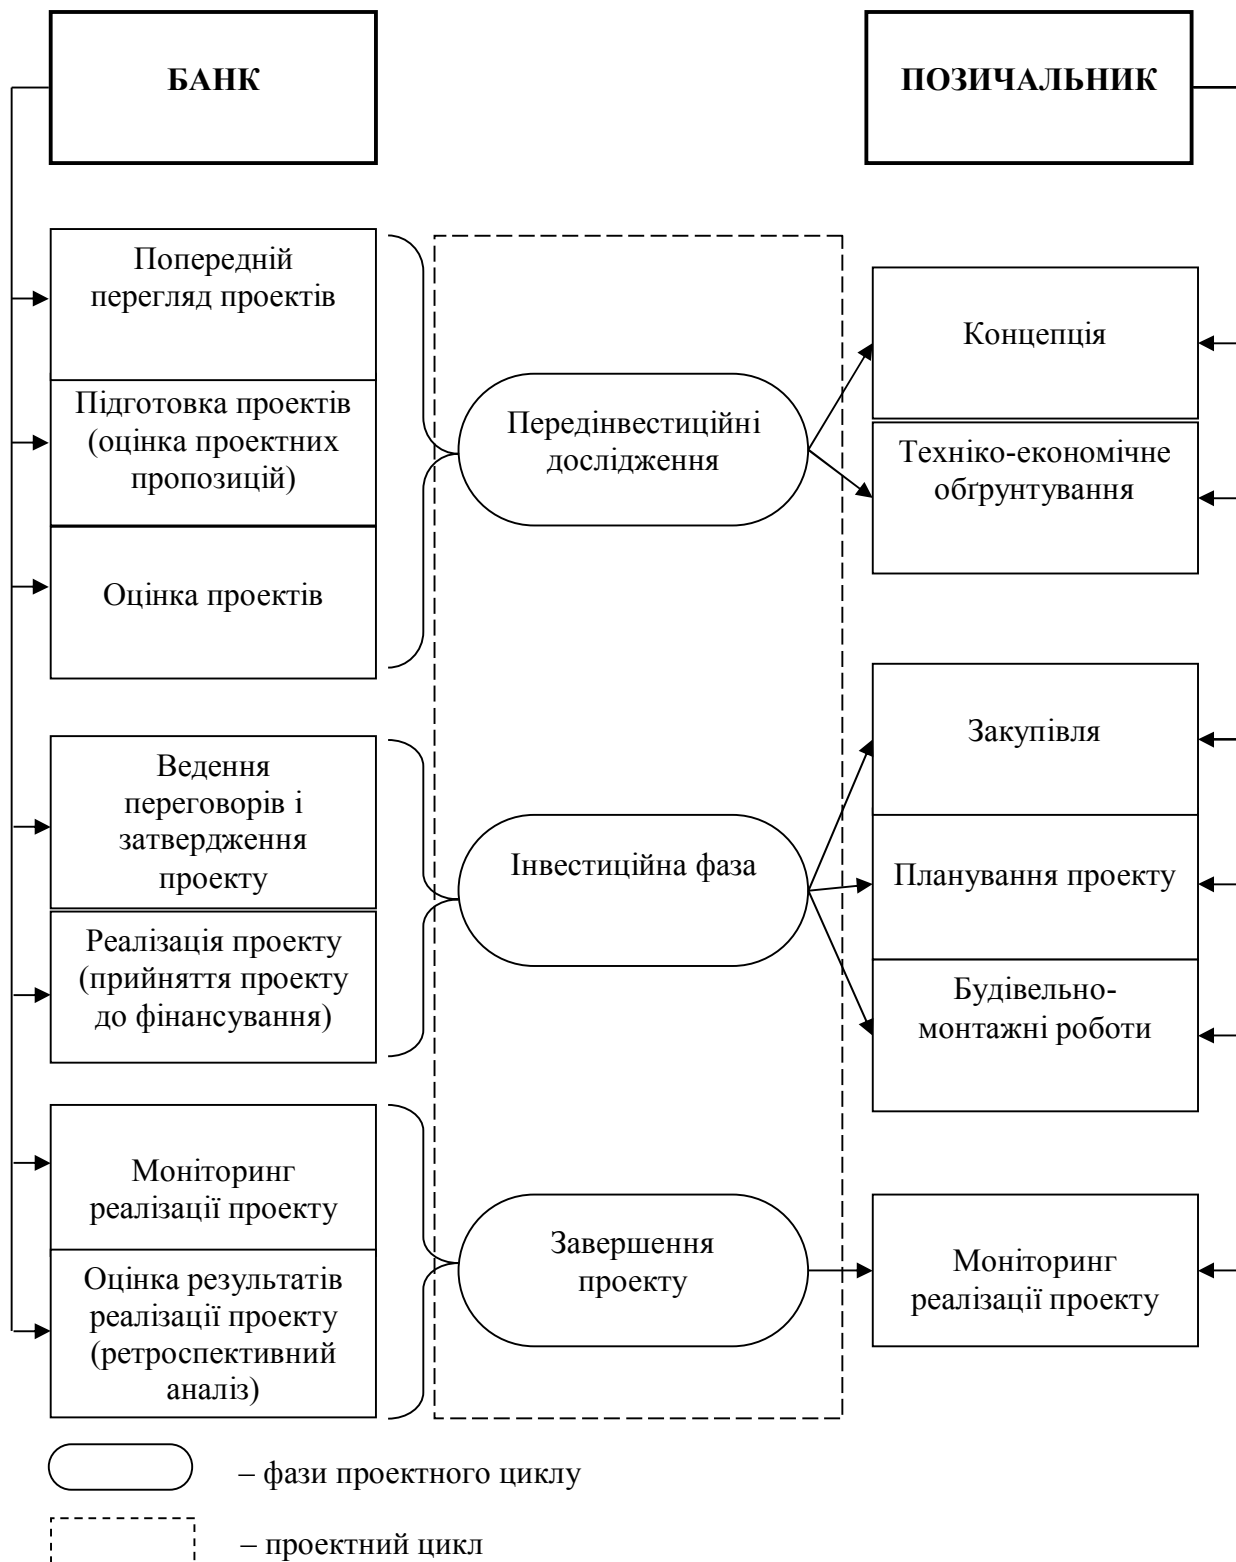 БАНК
ПОЗИЧАЛЬНИК
Попередній
перегляд проектів
Підготовка проектів
(оцінка проектних
пропозицій)
Оцінка проектів
Передінвестиційні
дослідження
Концепція
Техніко-економічне
обґрунтування
Ведення
переговорів і
затвердження
проекту
Реалізація проекту
(прийняття проекту
до фінансування)
Інвестиційна фаза
Закупівля
Планування проекту
Будівельно-
монтажні роботи
Моніторинг
реалізації проекту
Оцінка результатів
реалізації проекту
(ретроспективний
аналіз)
Завершення
проекту
Моніторинг
реалізації проекту
– фази проектного циклу
– проектний цикл